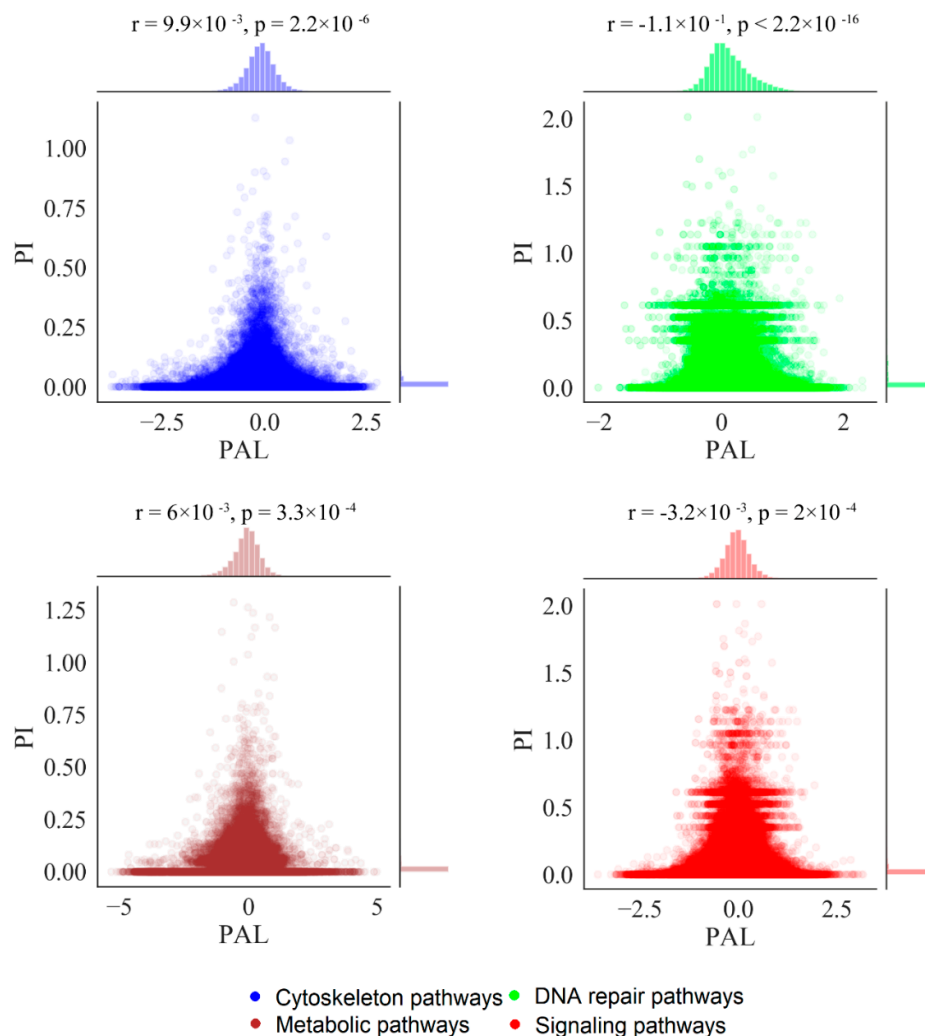 r = 9.9×10 ⁻³, p = 2.2×10 ⁻⁶
1.00
0.75
0.50
0.25
0.00
PI
−2.5
0.0
2.5
PAL
r = -1.1×10 ⁻¹, p < 2.2×10 ⁻¹⁶
2.0
1.5
1.0
0.5
0.0
PI
−2
0
2
PAL
r = 6×10 ⁻³, p = 3.3×10 ⁻⁴
1.25
1.00
0.75
0.50
0.25
0.00
PI
−5
0
5
PAL
r = -3.2×10 ⁻³, p = 2×10 ⁻⁴
2.0
1.5
1.0
0.5
0.0
PI
−2.5
0.0
2.5
PAL
Cytoskeleton pathways
DNA repair pathways
Metabolic pathways
Signaling pathways